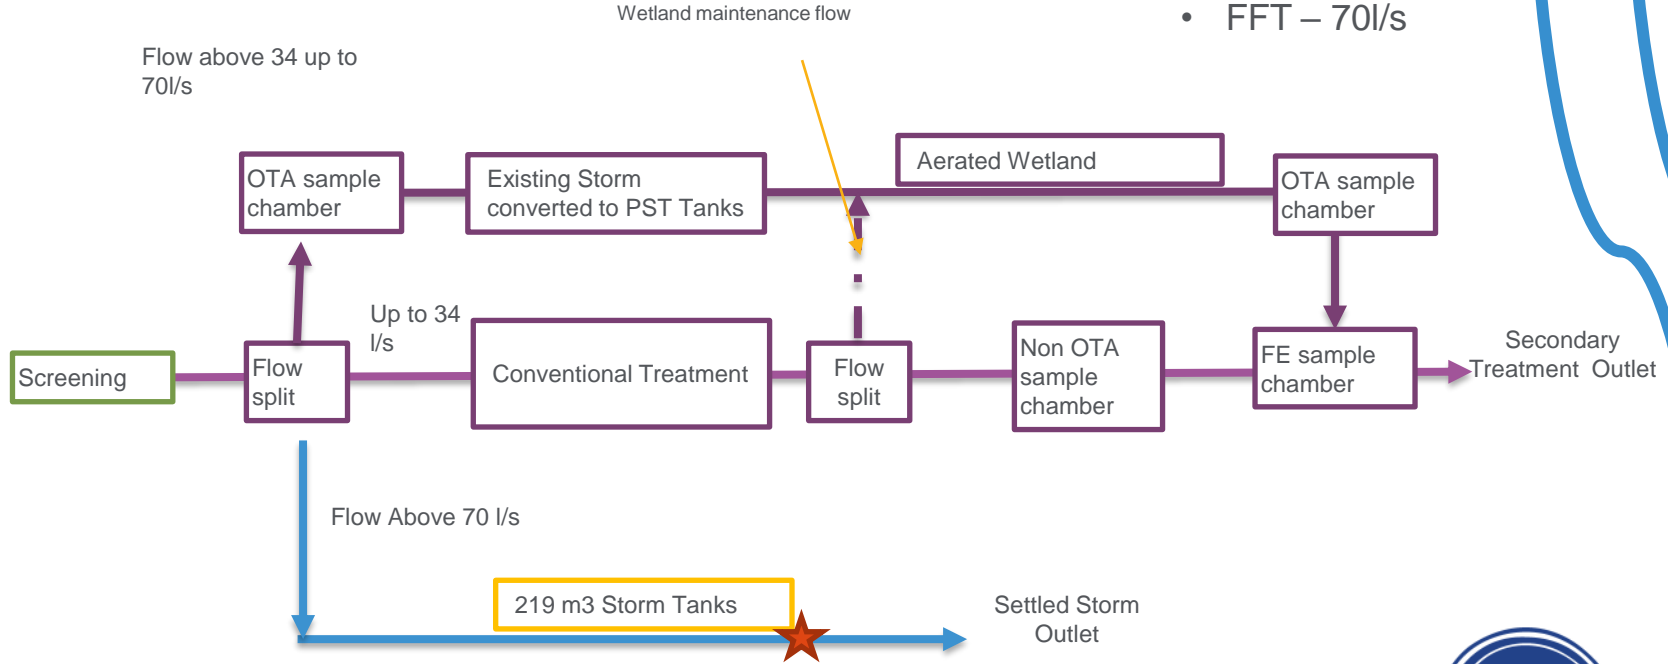 Wetland maintenance flow
• FFT – 70l/s
Flow above 34 up to
70l/s
Aerated Wetland
OTA sample
chamber
Existing Storm
converted to PST Tanks
OTA sample
chamber
Up to 34
l/s
Screening
Flow
split
Conventional Treatment
Flow
split
Non OTA
sample
chamber
FE sample
chamber
Secondary
Treatment Outlet
Flow Above 70 l/s
219 m3 Storm Tanks
Settled Storm
Outlet